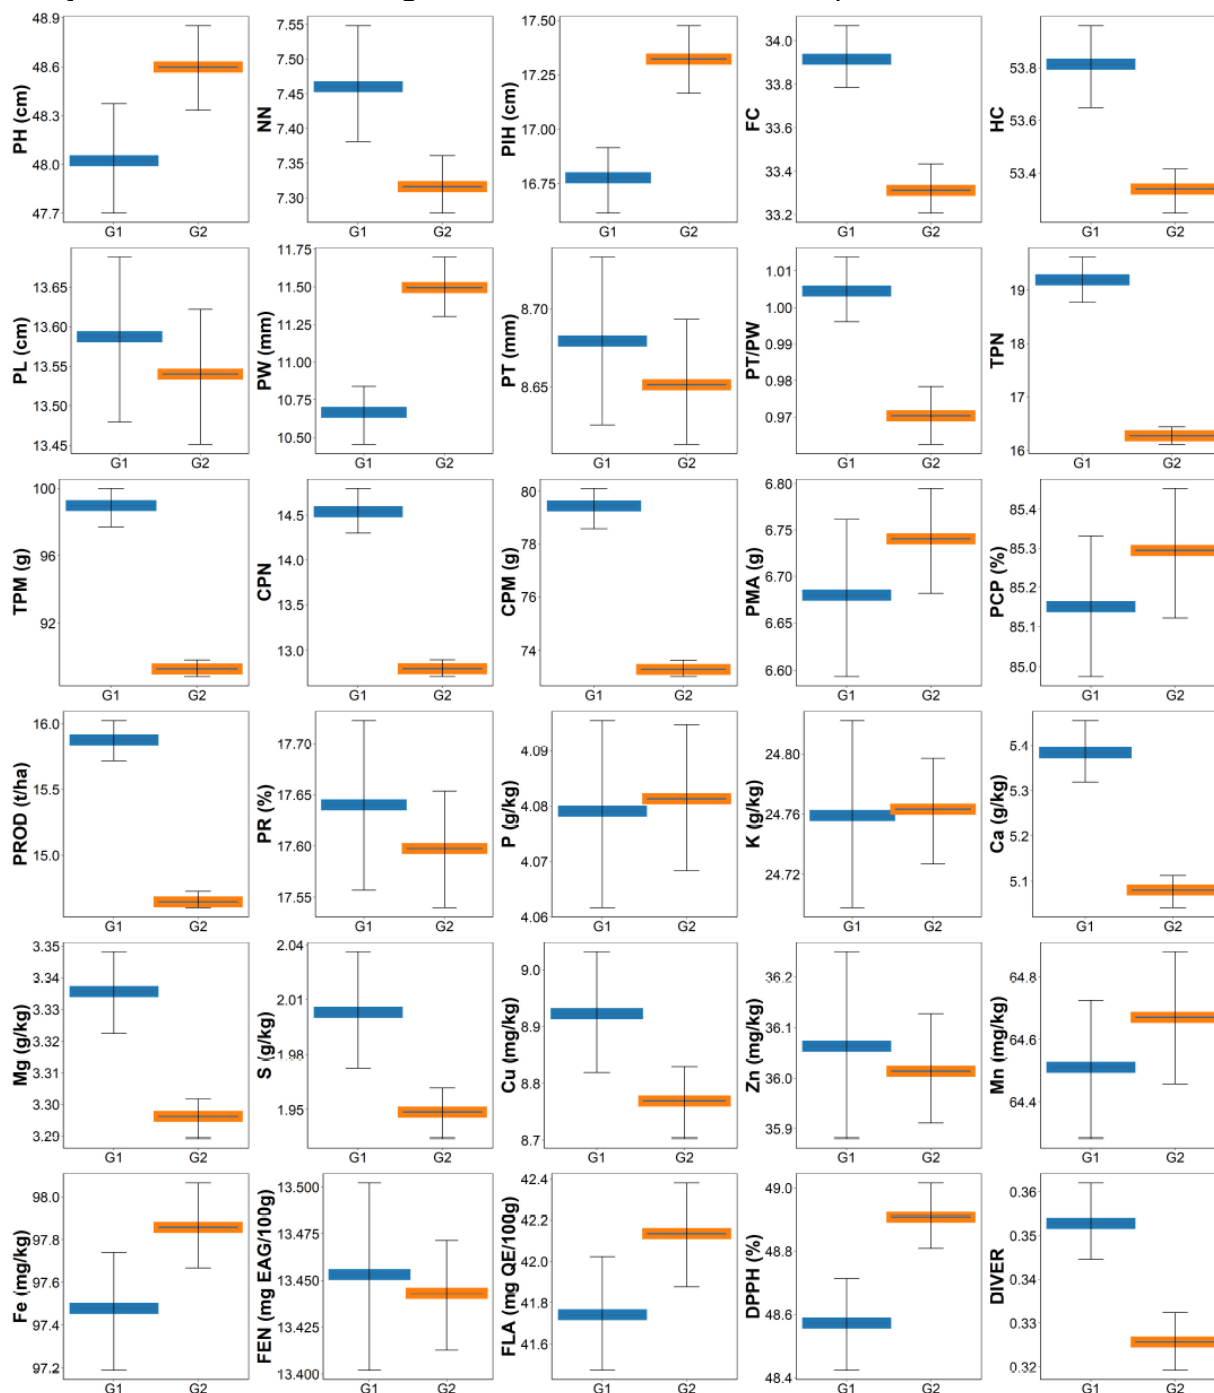 PH (cm)
48.9
48.6
48.3
48.0
47.7
G1 G2
NN
7.55
7.50
7.45
7.40
7.35
7.30
G1 G2
PIH (cm)
17.50
17.25
17.00
16.75
G1 G2
FC
34.0
33.8
33.6
33.4
33.2
G1 G2
HC
53.8
53.6
53.4
G1 G2
PL (cm)
13.65
13.60
13.55
13.50
13.45
G1 G2
PW (mm)
11.75
11.50
11.25
11.00
10.75
10.50
G1 G2
PT (mm)
8.70
8.65
G1 G2
PT/PW
1.01
1.00
0.99
0.98
0.97
G1 G2
TPN
19
18
17
16
G1 G2
TPM (g)
100
96
92
G1 G2
CPN
14.5
14.0
13.5
13.0
G1 G2
CPM (g)
80
78
76
73
G1 G2
PMA (g)
6.80
6.75
6.70
6.65
6.60
G1 G2
PCP (%)
85.4
85.3
85.2
85.1
85.0
G1 G2
PROD (t/ha)
16.0
15.5
15.0
G1 G2
PR (%)
17.70
17.65
17.60
17.55
G1 G2
P (g/kg)
4.09
4.08
4.07
4.06
G1 G2
K (g/kg)
24.80
24.76
24.72
G1 G2
Ca (g/kg)
5.4
5.3
5.2
5.1
G1 G2
Mg (g/kg)
3.35
3.34
3.33
3.32
3.31
3.30
3.29
G1 G2
S (g/kg)
2.04
2.01
1.98
1.95
G1 G2
Cu (mg/kg)
9.0
8.9
8.8
8.7
G1 G2
Zn (mg/kg)
36.2
36.1
36.0
35.9
G1 G2
Mn (mg/kg)
64.8
64.6
64.4
G1 G2
Fe (mg/kg)
98.0
97.8
97.6
97.4
97.2
G1 G2
FEN (mg EAG/100g)
13.500
13.450
13.420
13.400
G1 G2
FLA (mg QE/100g)
42.4
42.2
42.0
41.8
41.6
G1 G2
DPPH (%)
49.0
48.8
48.6
48.4
G1 G2
DIVER
0.36
0.35
0.34
0.33
0.32
G1 G2